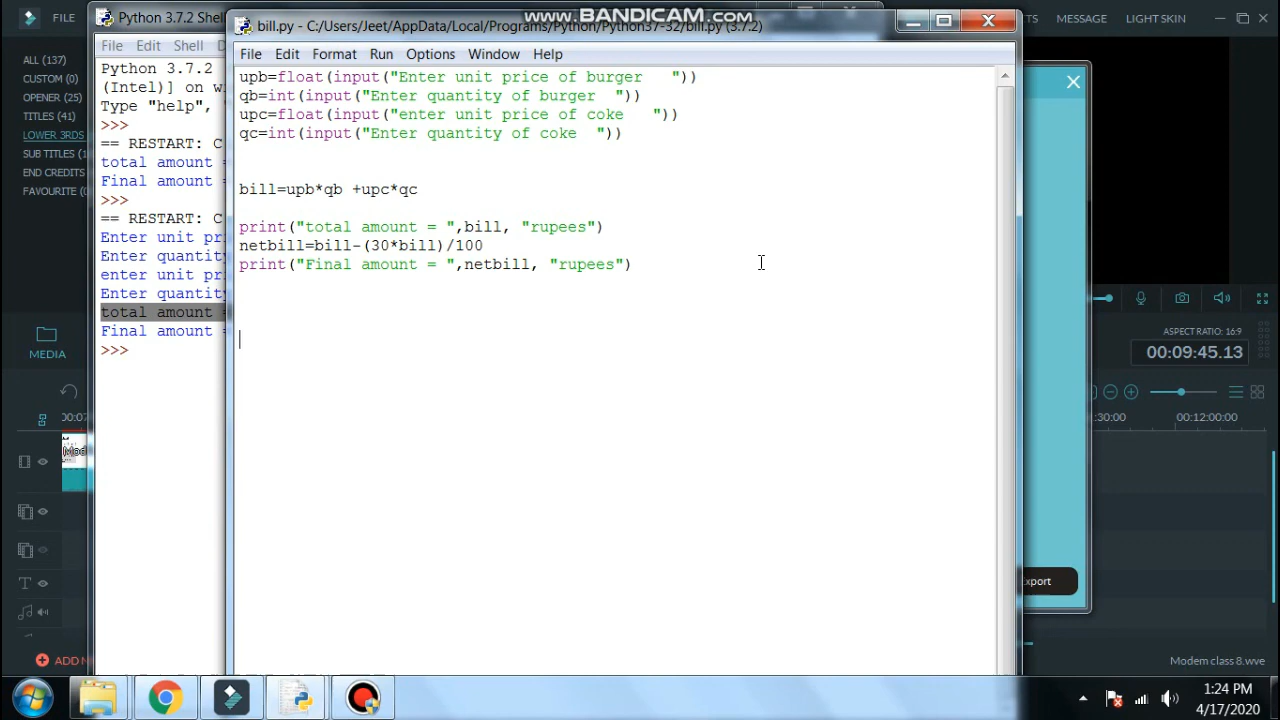 FILE
Python 3.7.2 Shell
www.BANDICAM.com
bill.py - C:/Users/Jeet/AppData/Local/Programs/Python/Python37-32/bill.py (3.7.2)
MESSAGE
LIGHT SKIN
File Edit Shell
File Edit Format Run Options Window Help
ALL (137)
CUSTOM (0)
OPENER (25)
TITLES (41)
LOWER 3RDS
SUB TITLES (1
END CREDITS
FAVOURITE (0)
Python 3.7.2
(Intel)] on w
Type "help",
>>>
== RESTART: C
total amount =
Final amount =
>>>
== RESTART: C
Enter unit pr
Enter quantity
enter unit pr
Enter quantity
total amount
Final amount =
>>>
upb=float(input("Enter unit price of burger   "))
qb=int(input("Enter quantity of burger  "))
upc=float(input("enter unit price of coke   "))
qc=int(input("Enter quantity of coke  "))
bill=upb*qb +upc*qc
print("total amount = ",bill, "rupees")
netbill=bill-(30*bill)/100
print("Final amount = ",netbill, "rupees")
MEDIA
ASPECT RATIO: 16:9
00:09:45.13
00:12:00:00
ADD
Modem class 8.wve
1:24 PM
4/17/2020